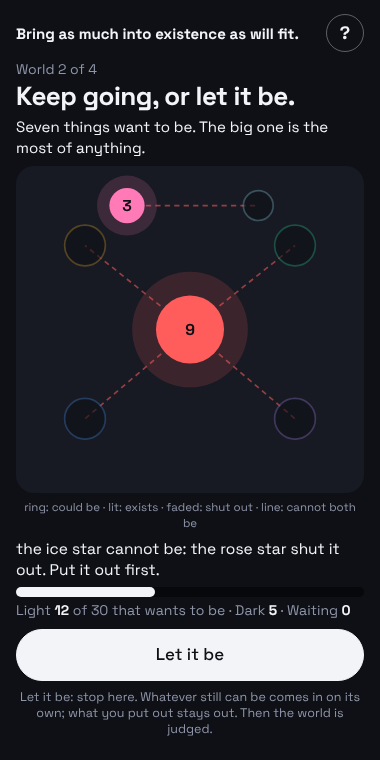 Bring as much into existence as will fit.
?
World 2 of 4
Keep going, or let it be.
Seven things want to be. The big one is the
most of anything.
3
9
ring: could be · lit: exists · faded: shut out · line: cannot both
be
the ice star cannot be: the rose star shut it
out. Put it out first.
Light 12 of 30 that wants to be · Dark 5 · Waiting 0
Let it be
Let it be: stop here. Whatever still can be comes in on its
own; what you put out stays out. Then the world is
judged.